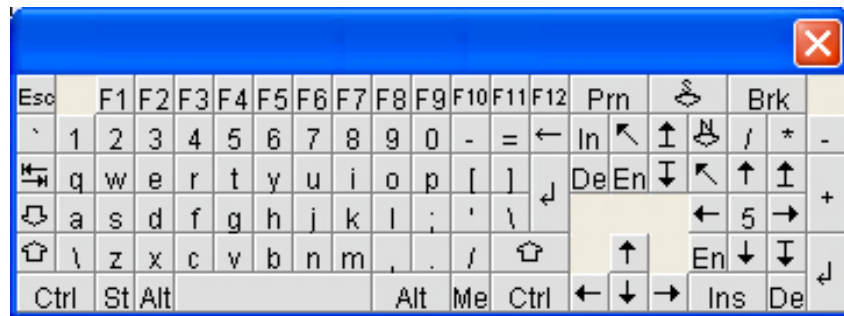 Esc F1 F2 F3 F4 F5 F6 F7 F8 F9 F10 F11 F12 Prn S Brk
` 1 2 3 4 5 6 7 8 9 0 - = ← In ↖ ↥ N / * -
↹ q w e r t y u i o p [ ] ↲ De En ↧ ↖ ↑ ↥ +
⇩ a s d f g h j k l ; ' \ ← 5 →
⇧ \ z x c v b n m , . / ⇧ ↑ En ↓ ↧ ↲
Ctrl St Alt Alt Me Ctrl ← ↓ → Ins De